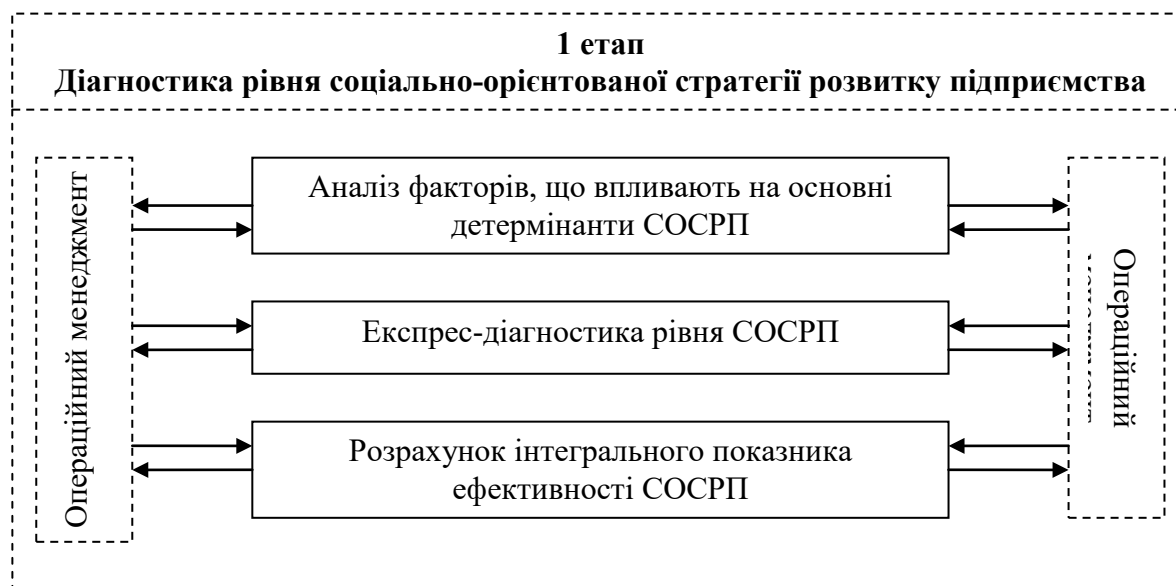 1 етап
Діагностика рівня соціально-орієнтованої стратегії розвитку підприємства
Операційний менеджмент
Аналіз факторів, що впливають на основні
детермінанти СОСРП
Експрес-діагностика рівня СОСРП
Розрахунок інтегрального показника
ефективності СОСРП
Операційний